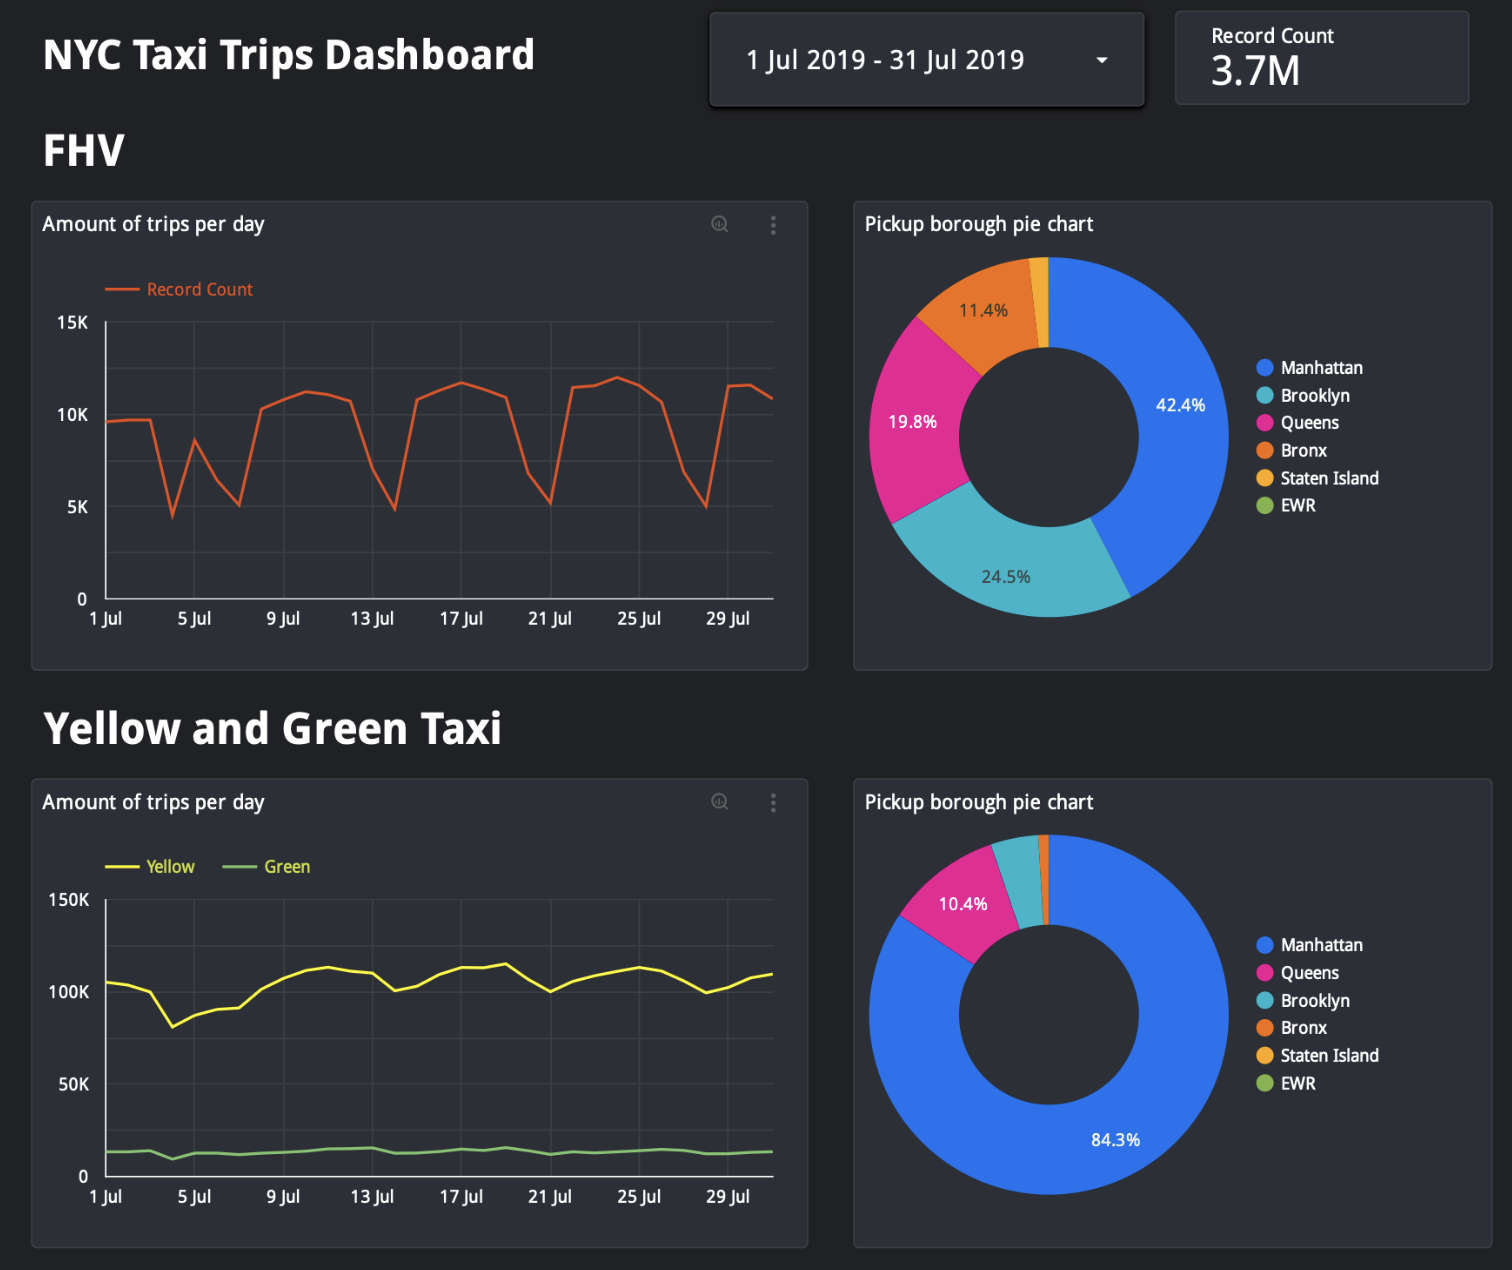 NYC Taxi Trips Dashboard
1 Jul 2019 - 31 Jul 2019
Record Count
3.7M
FHV
Amount of trips per day
Record Count
15K
10K
5K
0
1 Jul 5 Jul 9 Jul 13 Jul 17 Jul 21 Jul 25 Jul 29 Jul
Pickup borough pie chart
11.4%
42.4%
19.8%
24.5%
Manhattan
Brooklyn
Queens
Bronx
Staten Island
EWR
Yellow and Green Taxi
Amount of trips per day
Yellow Green
150K
100K
50K
0
1 Jul 5 Jul 9 Jul 13 Jul 17 Jul 21 Jul 25 Jul 29 Jul
Pickup borough pie chart
10.4%
84.3%
Manhattan
Queens
Brooklyn
Bronx
Staten Island
EWR